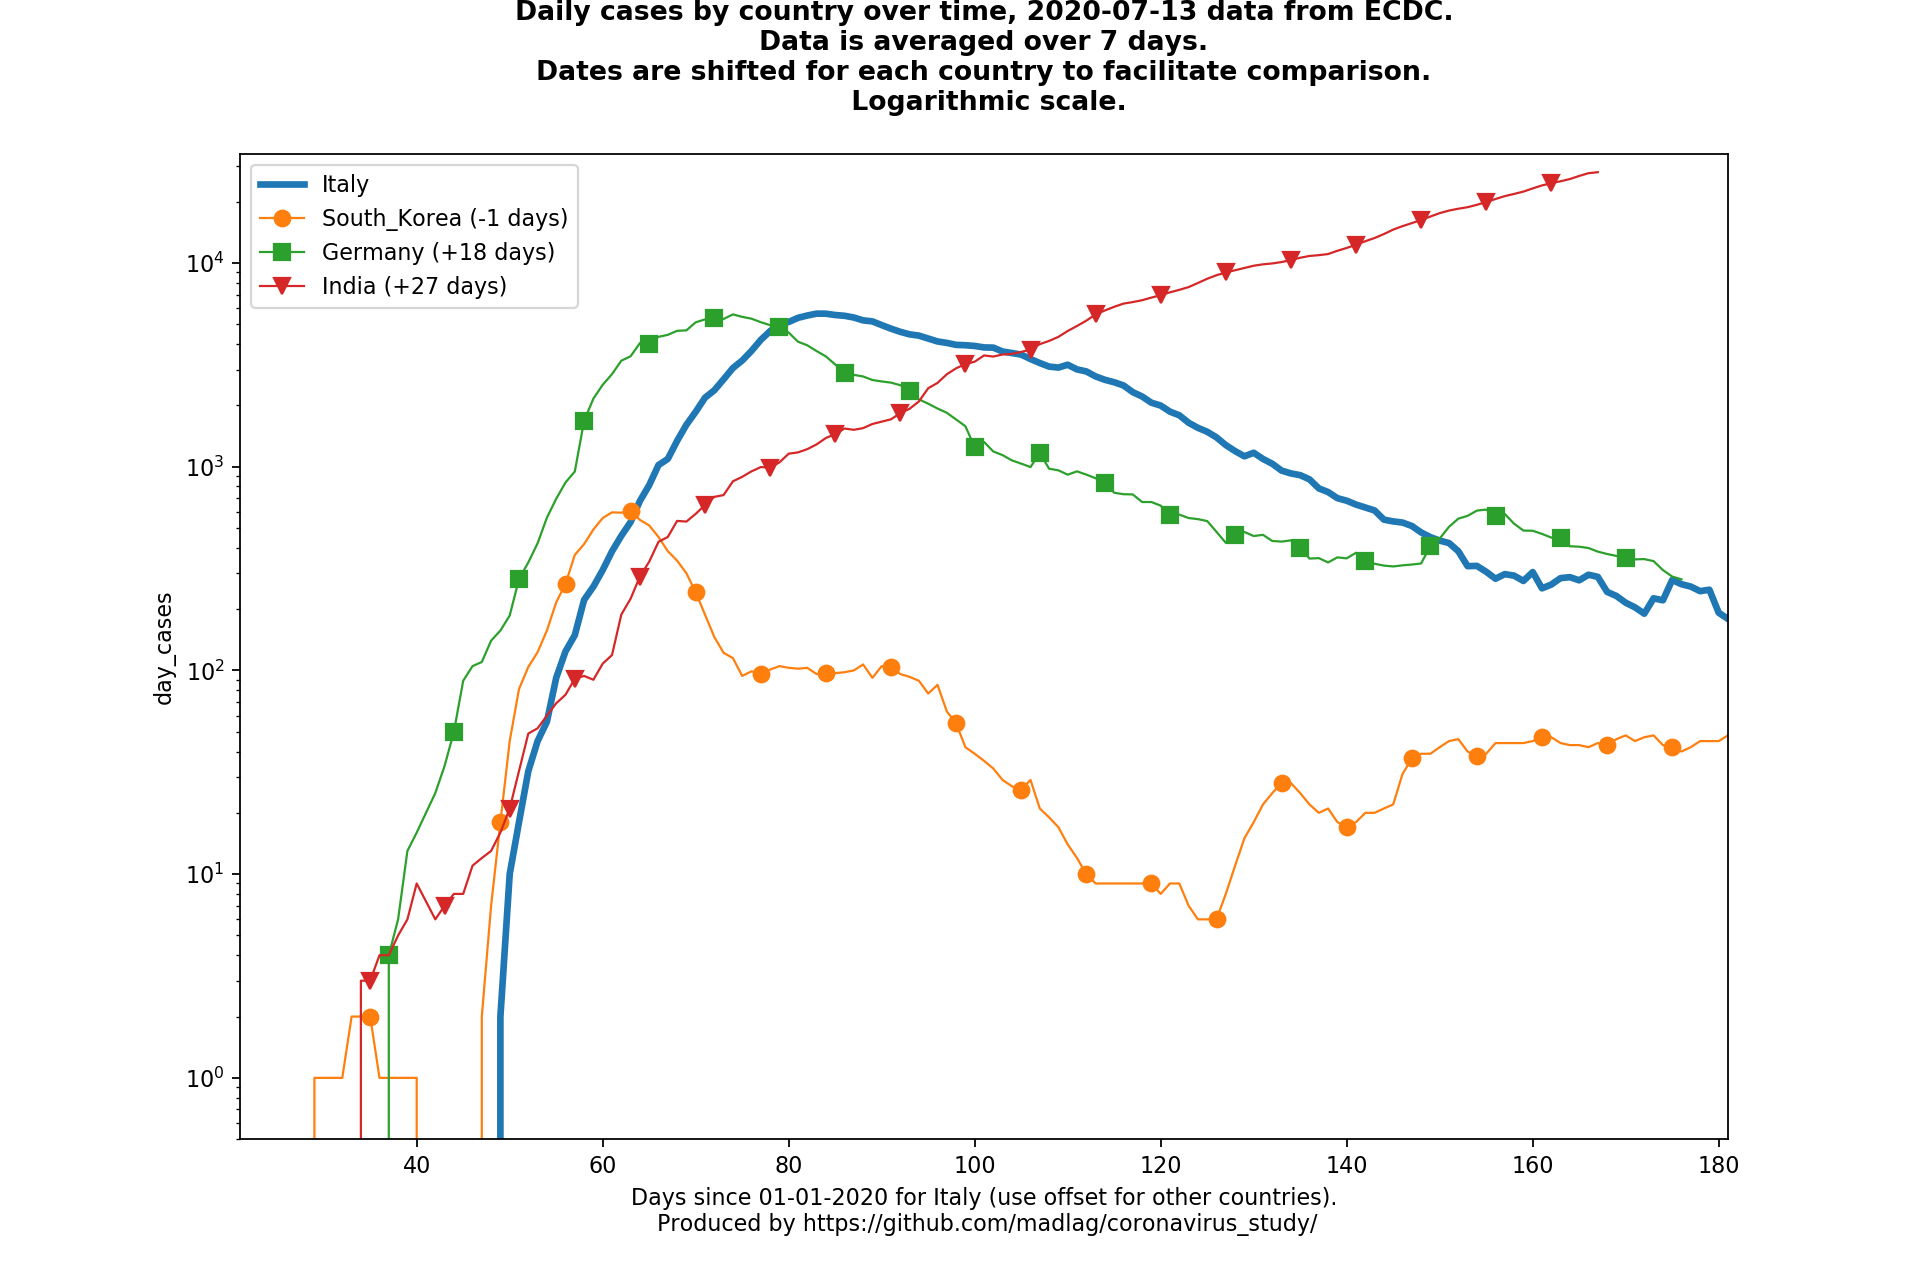 Daily cases by country over time, 2020-07-13 data from ECDC.
Data is averaged over 7 days.
Dates are shifted for each country to facilitate comparison.
Logarithmic scale.
Italy
South_Korea (-1 days)
Germany (+18 days)
India (+27 days)
day_cases
10⁴
10³
10²
10¹
10⁰
40 60 80 100 120 140 160 180
Days since 01-01-2020 for Italy (use offset for other countries).
Produced by https://github.com/madlag/coronavirus_study/